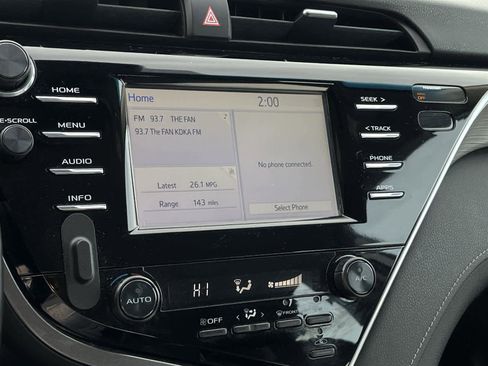 HOME
MENU
AUDIO
INFO
E-SCROLL
Home
2:00
FM 93.7 THE FAN
93.7 The FAN KDKA FM
Latest 26.1 MPG
Range 143 miles
No phone connected.
Select Phone
SEEK >
< TRACK
PHONE
APPS
OFF
AUTO
HI
A/C
OFF
< >
FRONT